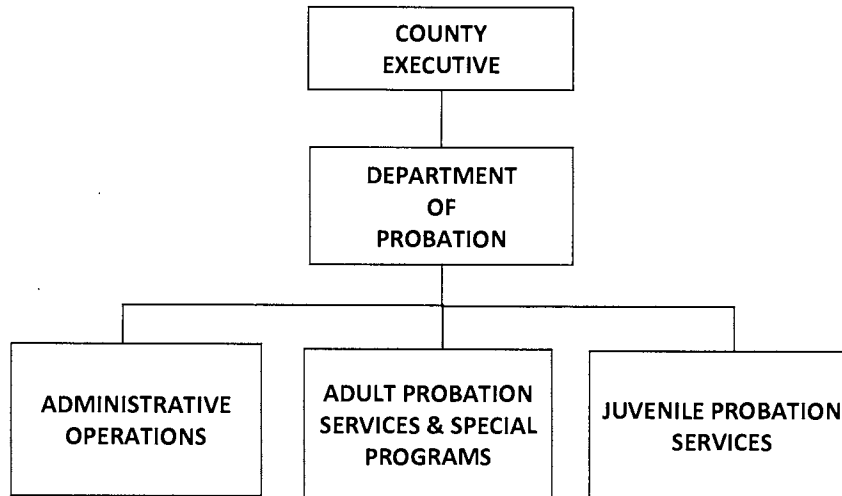 COUNTY
EXECUTIVE
DEPARTMENT
OF
PROBATION
ADMINISTRATIVE
OPERATIONS
ADULT PROBATION
SERVICES & SPECIAL
PROGRAMS
JUVENILE PROBATION
SERVICES